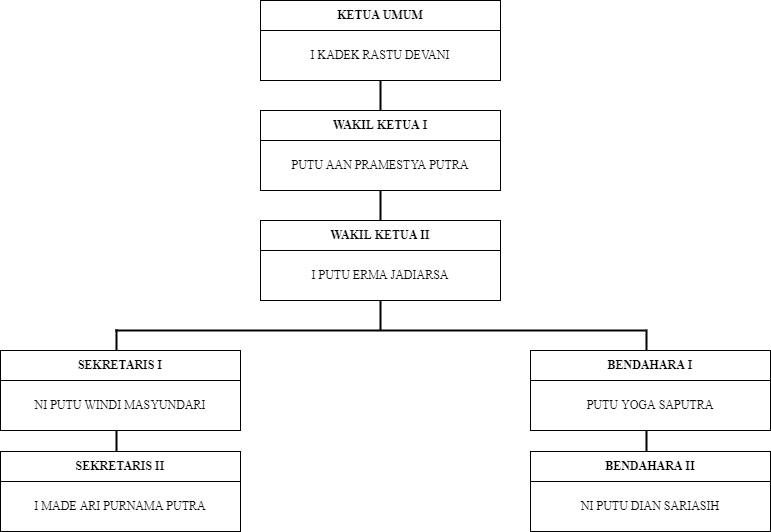 KETUA UMUM
I KADEK RASTU DEVANI
WAKIL KETUA I
PUTU AAN PRAMESTYA PUTRA
WAKIL KETUA II
I PUTU ERMA JADIARSA
SEKRETARIS I
NI PUTU WINDI MASYUNDARI
SEKRETARIS II
I MADE ARI PURNAMA PUTRA
BENDAHARA I
PUTU YOGA SAPUTRA
BENDAHARA II
NI PUTU DIAN SARIASIH